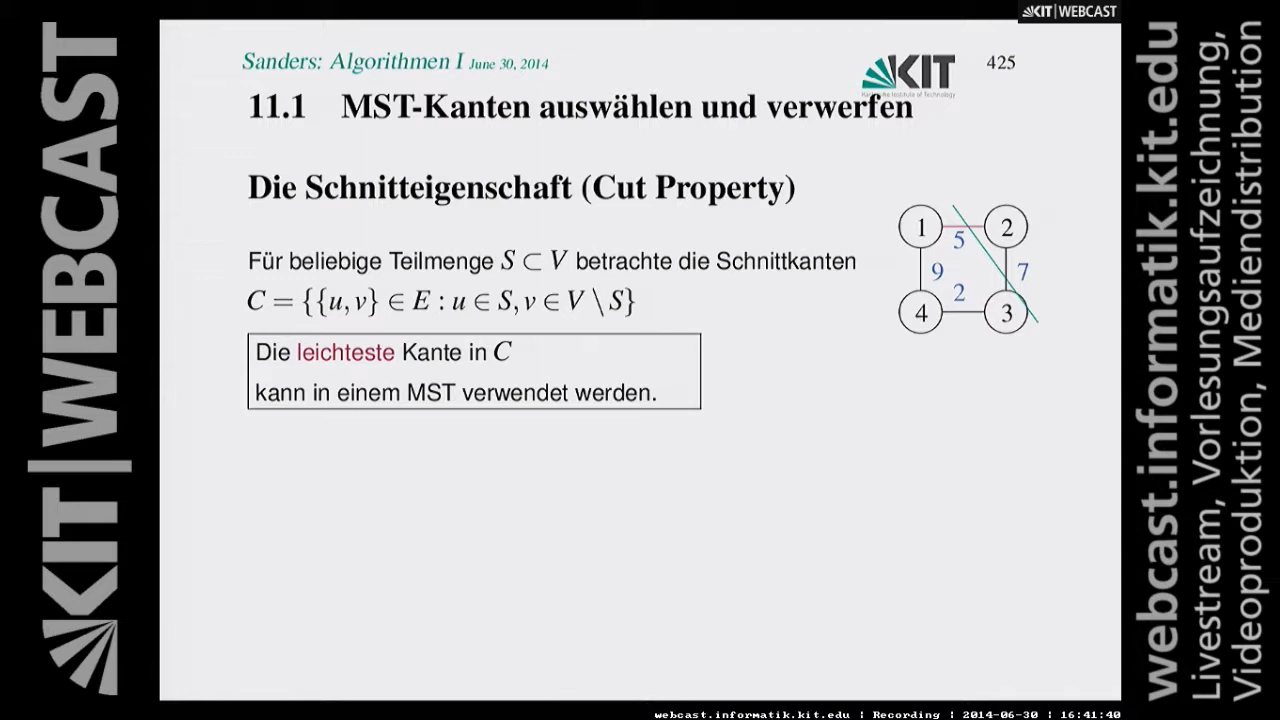 KIT|WEBCAST
KIT|WEBCAST
Sanders: Algorithmen I June 30, 2014
KIT
425
11.1 MST-Kanten auswählen und verwerfen
Die Schnitteigenschaft (Cut Property)
Für beliebige Teilmenge S ⊂ V betrachte die Schnittkanten
C = {{u, v} ∈ E : u ∈ S, v ∈ V \ S}
Die leichteste Kante in C
kann in einem MST verwendet werden.
1 5 2
9 7
2
4 3
webcast.informatik.kit.edu
Livestream, Vorlesungsaufzeichnung,
Videoproduktion, Mediendistribution
webcast.informatik.kit.edu | Recording | 2014-06-30 | 16:41:40